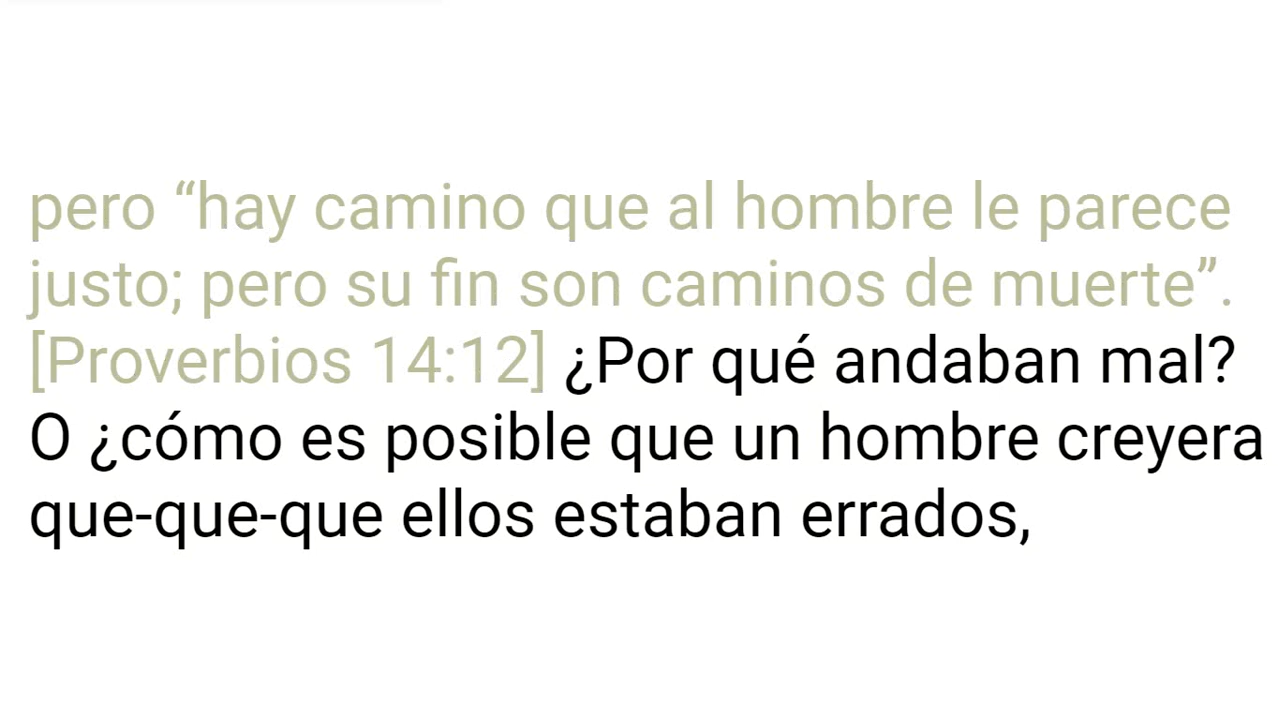 pero “hay camino que al hombre le parece
justo; pero su fin son caminos de muerte”.
[Proverbios 14:12] ¿Por qué andaban mal?
O ¿cómo es posible que un hombre creyera
que-que-que ellos estaban errados,